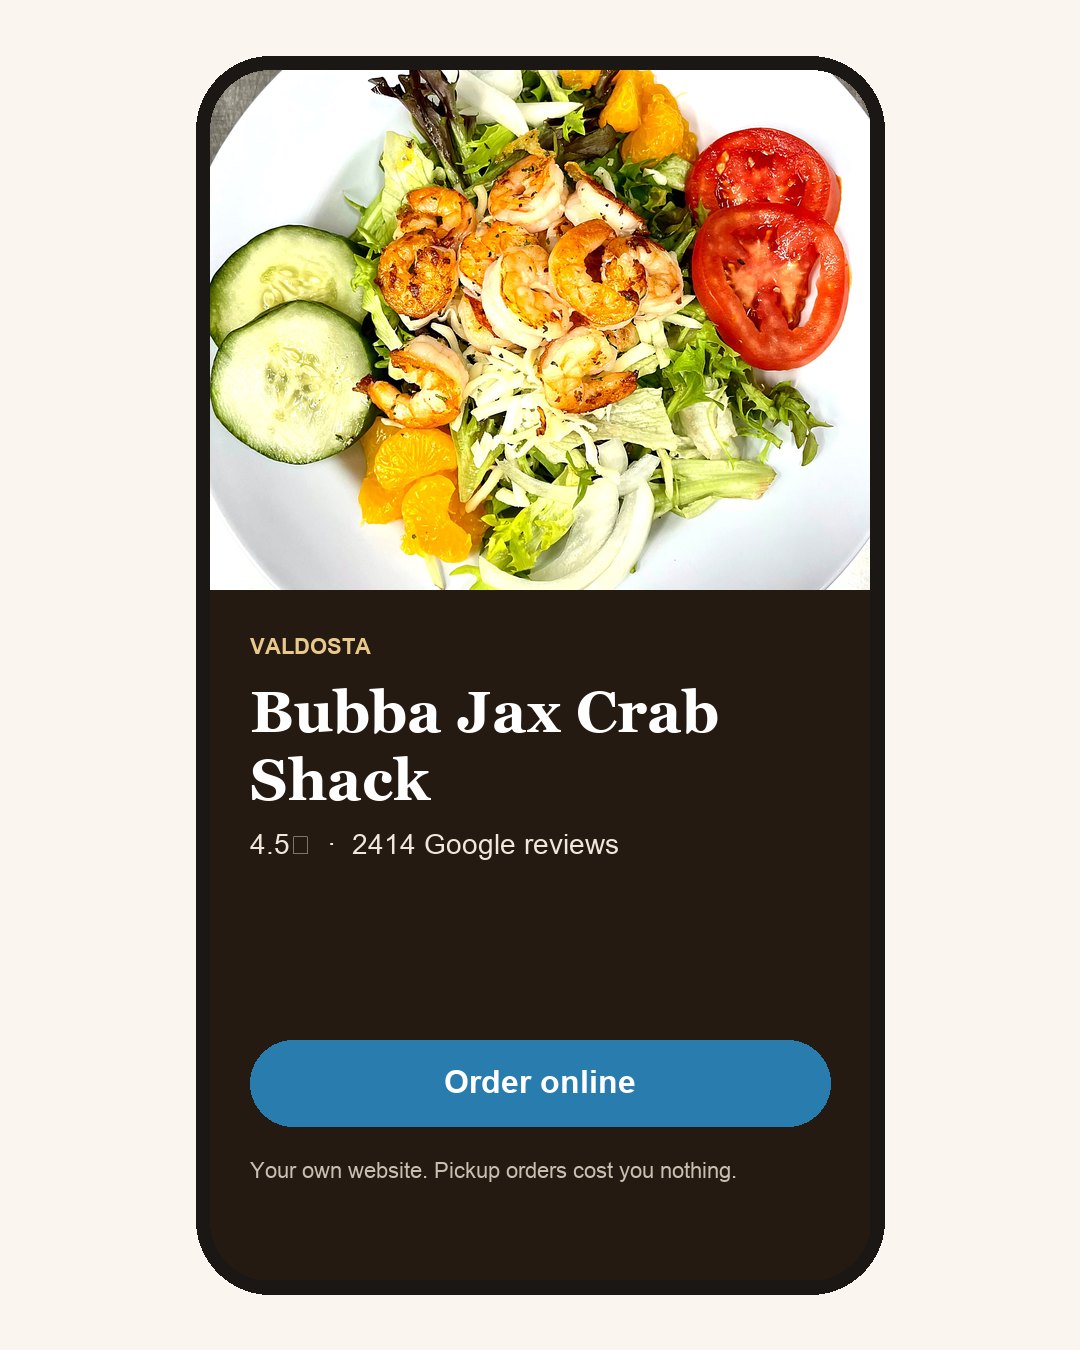 VALDOSTA
Bubba Jax Crab
Shack
4.5□ · 2414 Google reviews
Order online
Your own website. Pickup orders cost you nothing.